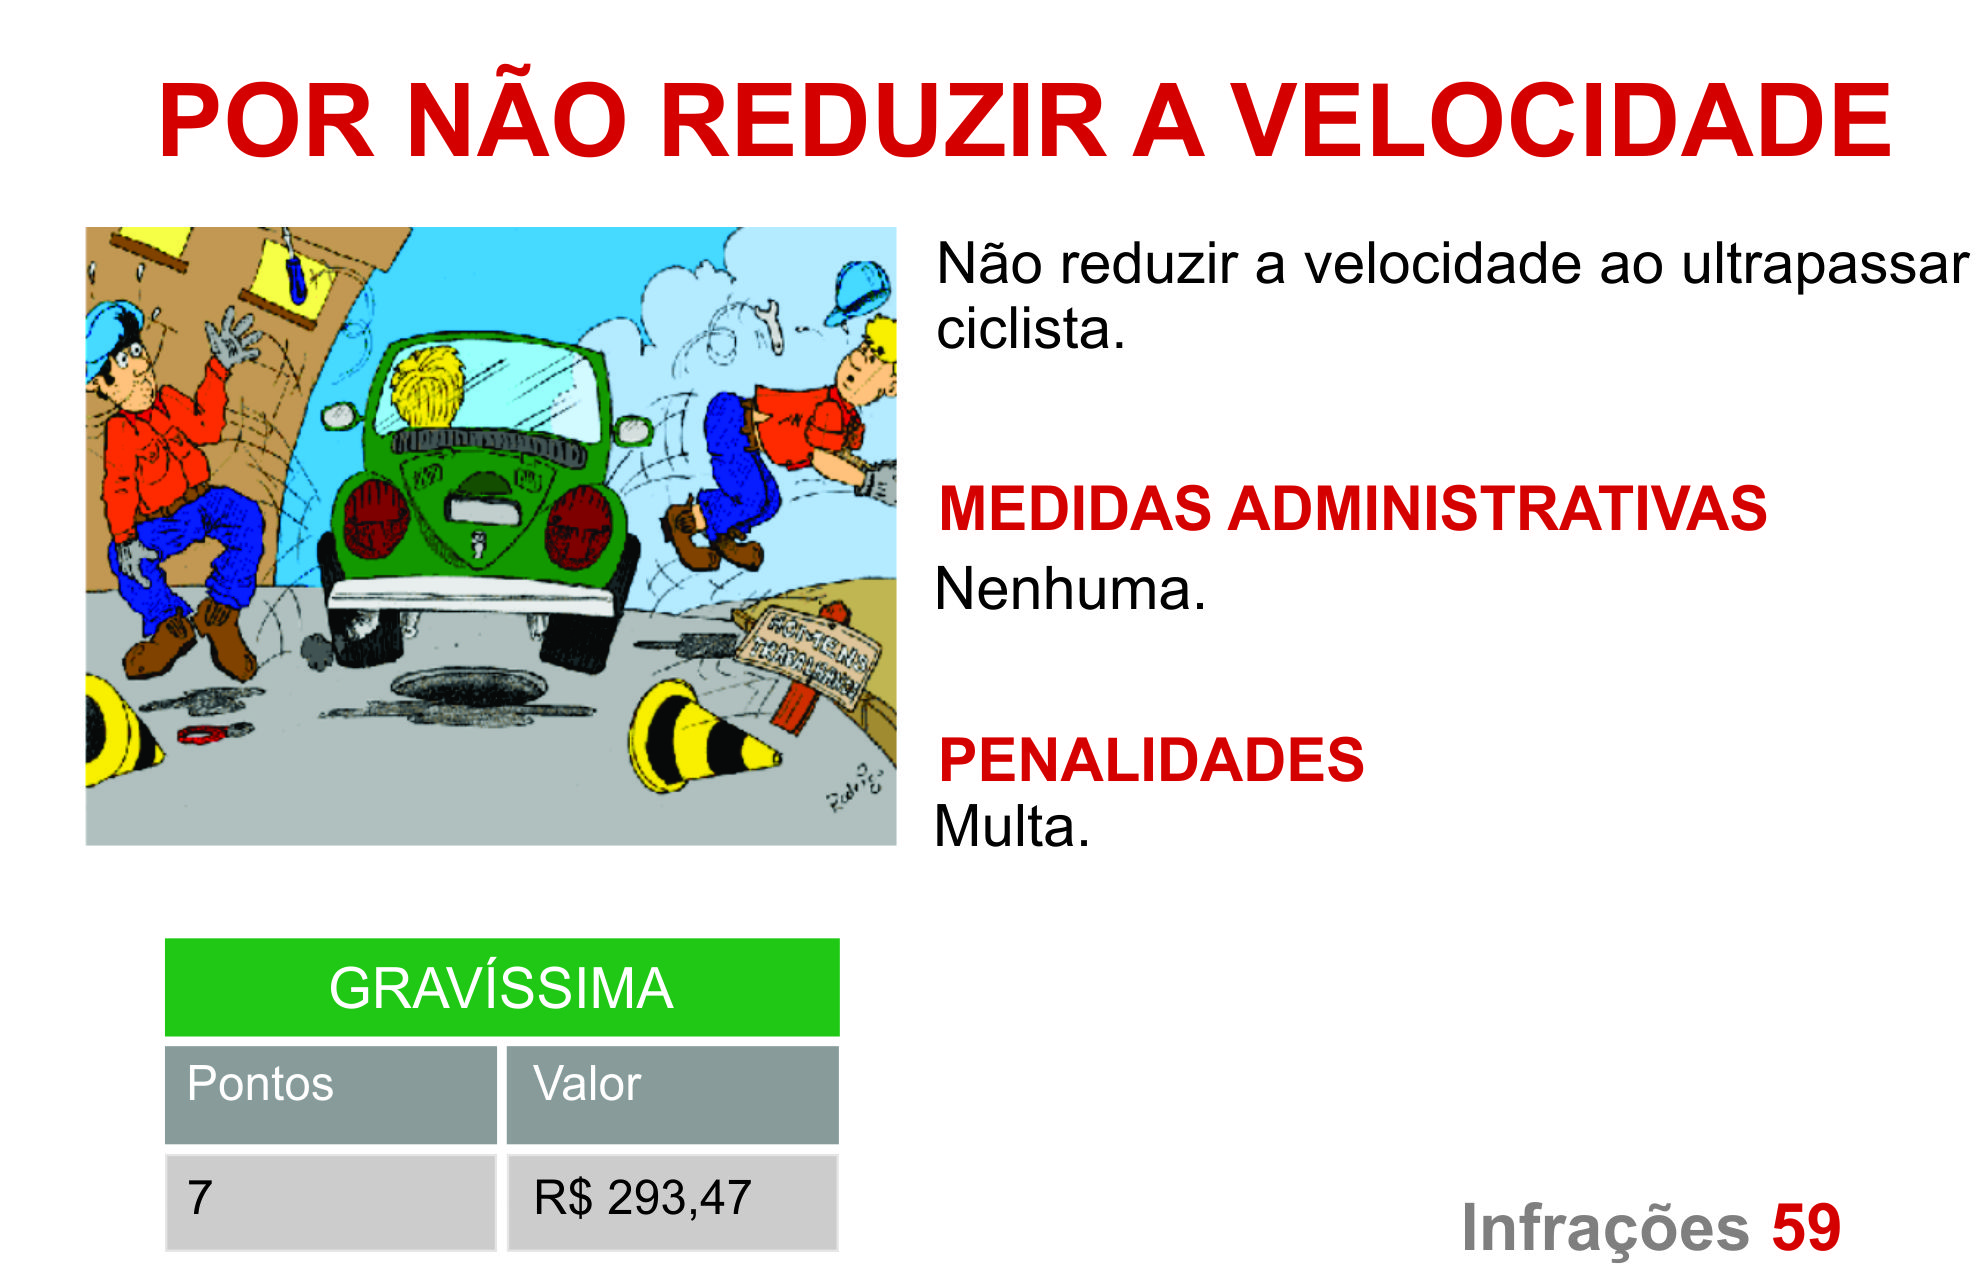 POR NÃO REDUZIR A VELOCIDADE
Não reduzir a velocidade ao ultrapassar
ciclista.
HOMENS
TRABALHANDO
MEDIDAS ADMINISTRATIVAS
Nenhuma.
PENALIDADES
Multa.
Rodrigo
GRAVÍSSIMA
Pontos Valor
7 R$ 293,47
Infrações 59